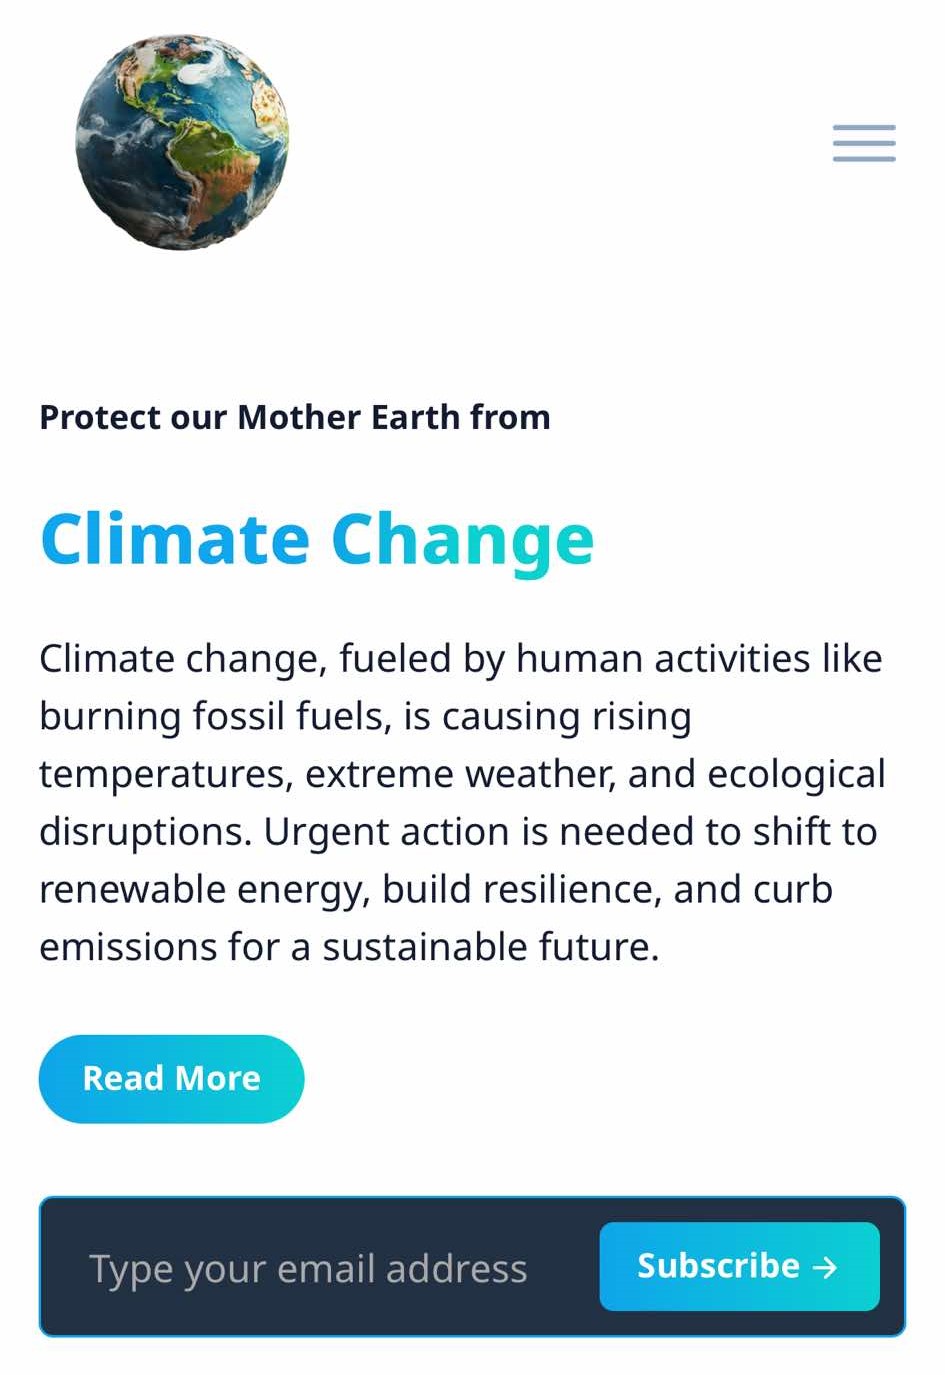 Protect our Mother Earth from
Climate Change
Climate change, fueled by human activities like
burning fossil fuels, is causing rising
temperatures, extreme weather, and ecological
disruptions. Urgent action is needed to shift to
renewable energy, build resilience, and curb
emissions for a sustainable future.
Read More
Type your email address
Subscribe →